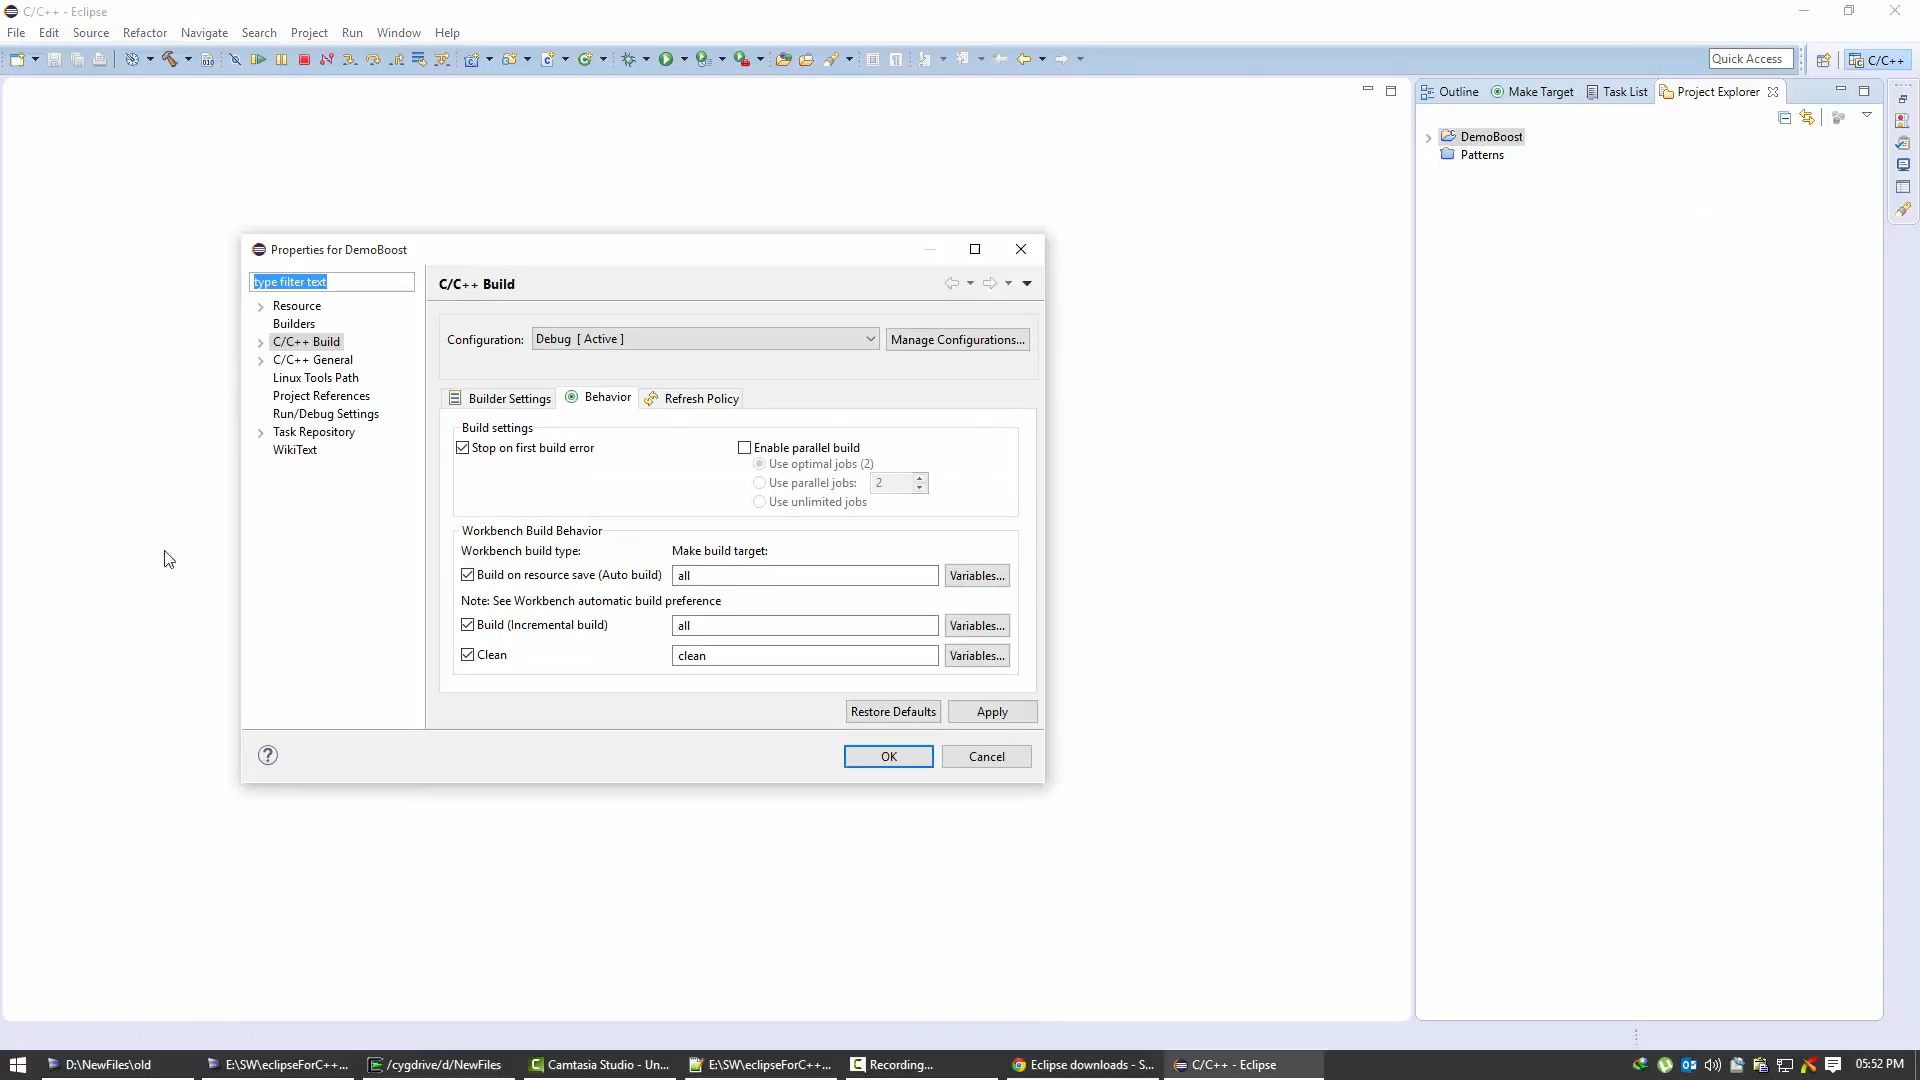 C/C++ - Eclipse
File Edit Source Refactor Navigate Search Project Run Window Help
Quick Access
C/C++
Outline Make Target Task List Project Explorer
DemoBoost
Patterns
Properties for DemoBoost
type filter text
Resource
Builders
C/C++ Build
C/C++ General
Linux Tools Path
Project References
Run/Debug Settings
Task Repository
WikiText
C/C++ Build
Configuration: Debug [ Active ] Manage Configurations...
Builder Settings Behavior Refresh Policy
Build settings
Stop on first build error
Enable parallel build
Use optimal jobs (2)
Use parallel jobs: 2
Use unlimited jobs
Workbench Build Behavior
Workbench build type: Make build target:
Build on resource save (Auto build) all Variables...
Note: See Workbench automatic build preference
Build (Incremental build) all Variables...
Clean clean Variables...
Restore Defaults Apply
OK Cancel
D:\NewFiles\old E:\SW\eclipseForC++... /cygdrive/d/NewFiles Camtasia Studio - Un... E:\SW\eclipseForC++... Recording... Eclipse downloads - S... C/C++ - Eclipse 05:52 PM